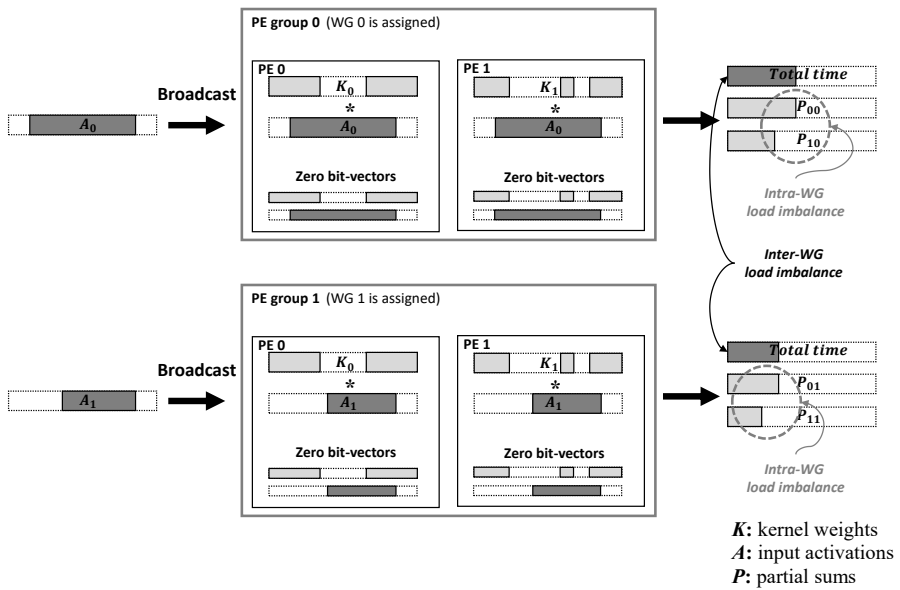 PE group 0 (WG 0 is assigned)
PE 0
PE 1
Broadcast
A0
K0
*
A0
Zero bit-vectors
K1
*
A0
Zero bit-vectors
Total time
P00
P10
Intra-WG
load imbalance
Inter-WG
load imbalance
PE group 1 (WG 1 is assigned)
PE 0
PE 1
Broadcast
A1
K0
*
A1
Zero bit-vectors
K1
*
A1
Zero bit-vectors
Total time
P01
P11
Intra-WG
load imbalance
K: kernel weights
A: input activations
P: partial sums